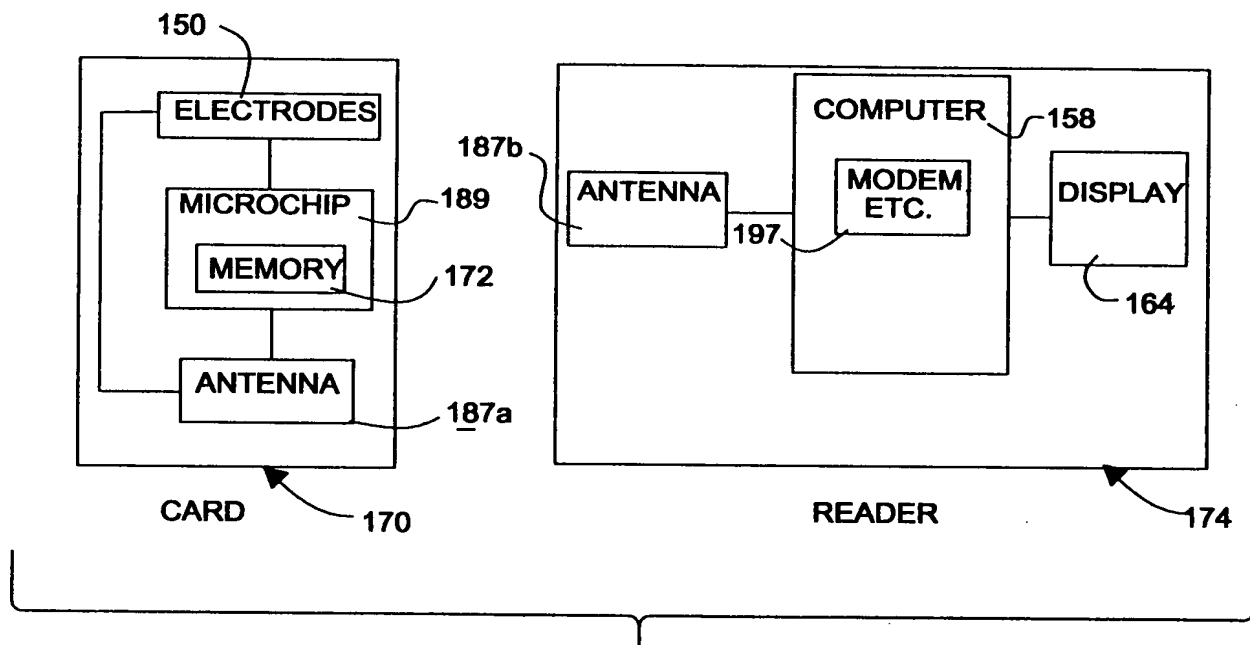 150
ELECTRODES
MICROCHIP
189
MEMORY
172
ANTENNA
187a
CARD
170
COMPUTER
158
187b
ANTENNA
MODEM
ETC.
197
DISPLAY
164
READER
174